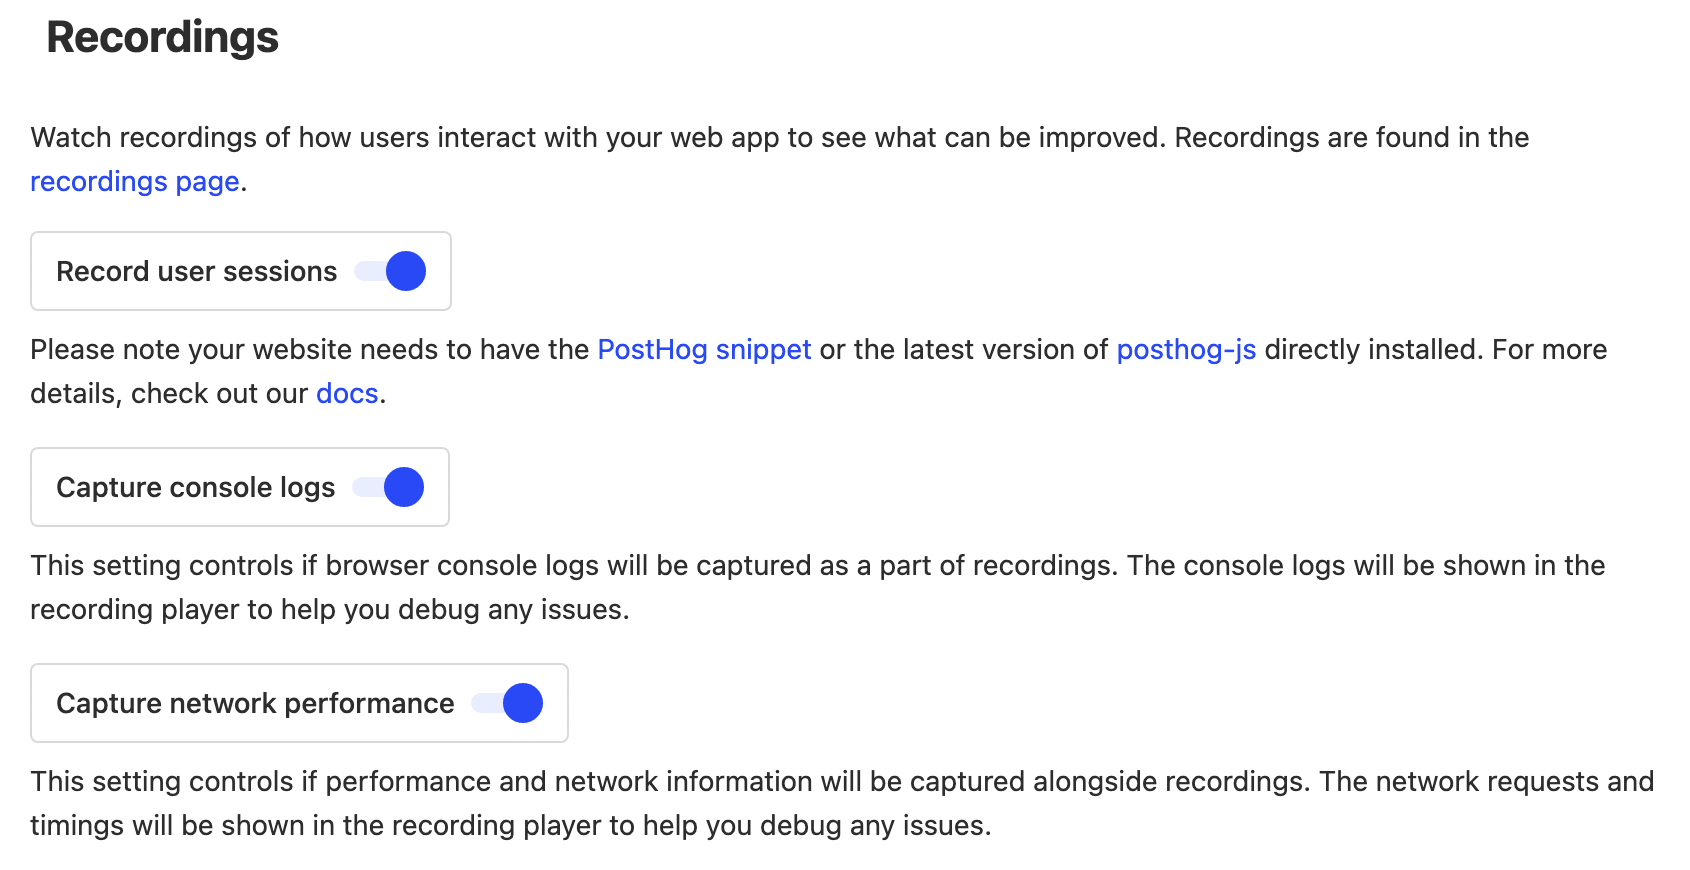 Recordings
Watch recordings of how users interact with your web app to see what can be improved. Recordings are found in the
recordings page.
Record user sessions
Please note your website needs to have the PostHog snippet or the latest version of posthog-js directly installed. For more
details, check out our docs.
Capture console logs
This setting controls if browser console logs will be captured as a part of recordings. The console logs will be shown in the
recording player to help you debug any issues.
Capture network performance
This setting controls if performance and network information will be captured alongside recordings. The network requests and
timings will be shown in the recording player to help you debug any issues.